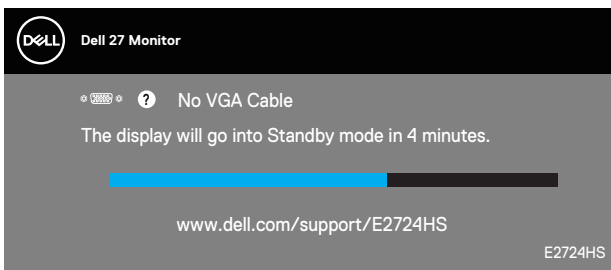 DELL
Dell 27 Monitor
? No VGA Cable
The display will go into Standby mode in 4 minutes.
www.dell.com/support/E2724HS
E2724HS